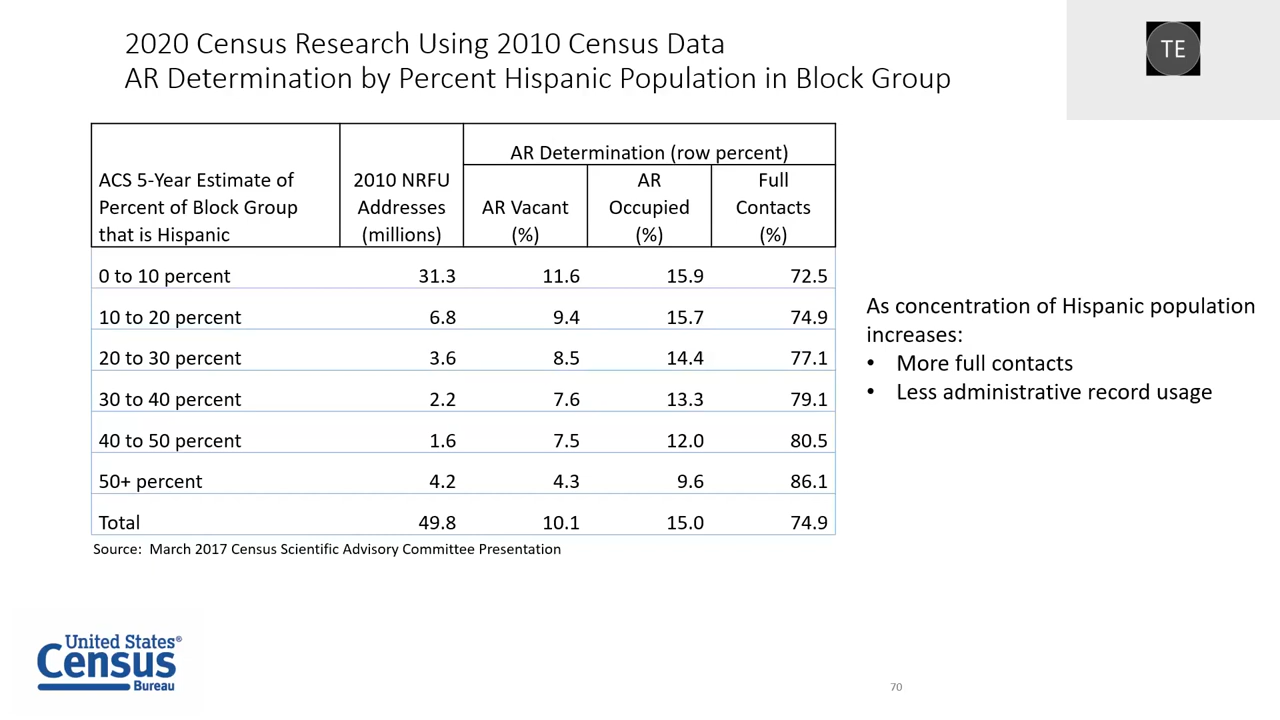 2020 Census Research Using 2010 Census Data
AR Determination by Percent Hispanic Population in Block Group
TE
ACS 5-Year Estimate of Percent of Block Group that is Hispanic
2010 NRFU Addresses (millions)
AR Determination (row percent)
AR Vacant (%)
AR Occupied (%)
Full Contacts (%)
0 to 10 percent 31.3 11.6 15.9 72.5
10 to 20 percent 6.8 9.4 15.7 74.9
20 to 30 percent 3.6 8.5 14.4 77.1
30 to 40 percent 2.2 7.6 13.3 79.1
40 to 50 percent 1.6 7.5 12.0 80.5
50+ percent 4.2 4.3 9.6 86.1
Total 49.8 10.1 15.0 74.9
Source: March 2017 Census Scientific Advisory Committee Presentation
As concentration of Hispanic population
increases:
• More full contacts
• Less administrative record usage
United States®
Census
Bureau
70